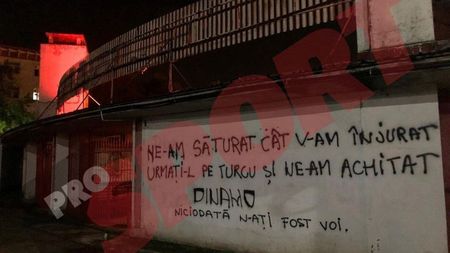 NE-AM SĂTURAT CÂT V-AM ÎNJURAT
URMAȚI-L PE TURCU ȘI NE-AM ACHITAT
DINAMO
NICIODATĂ N-AȚI FOST VOI.
PRO
SPORT